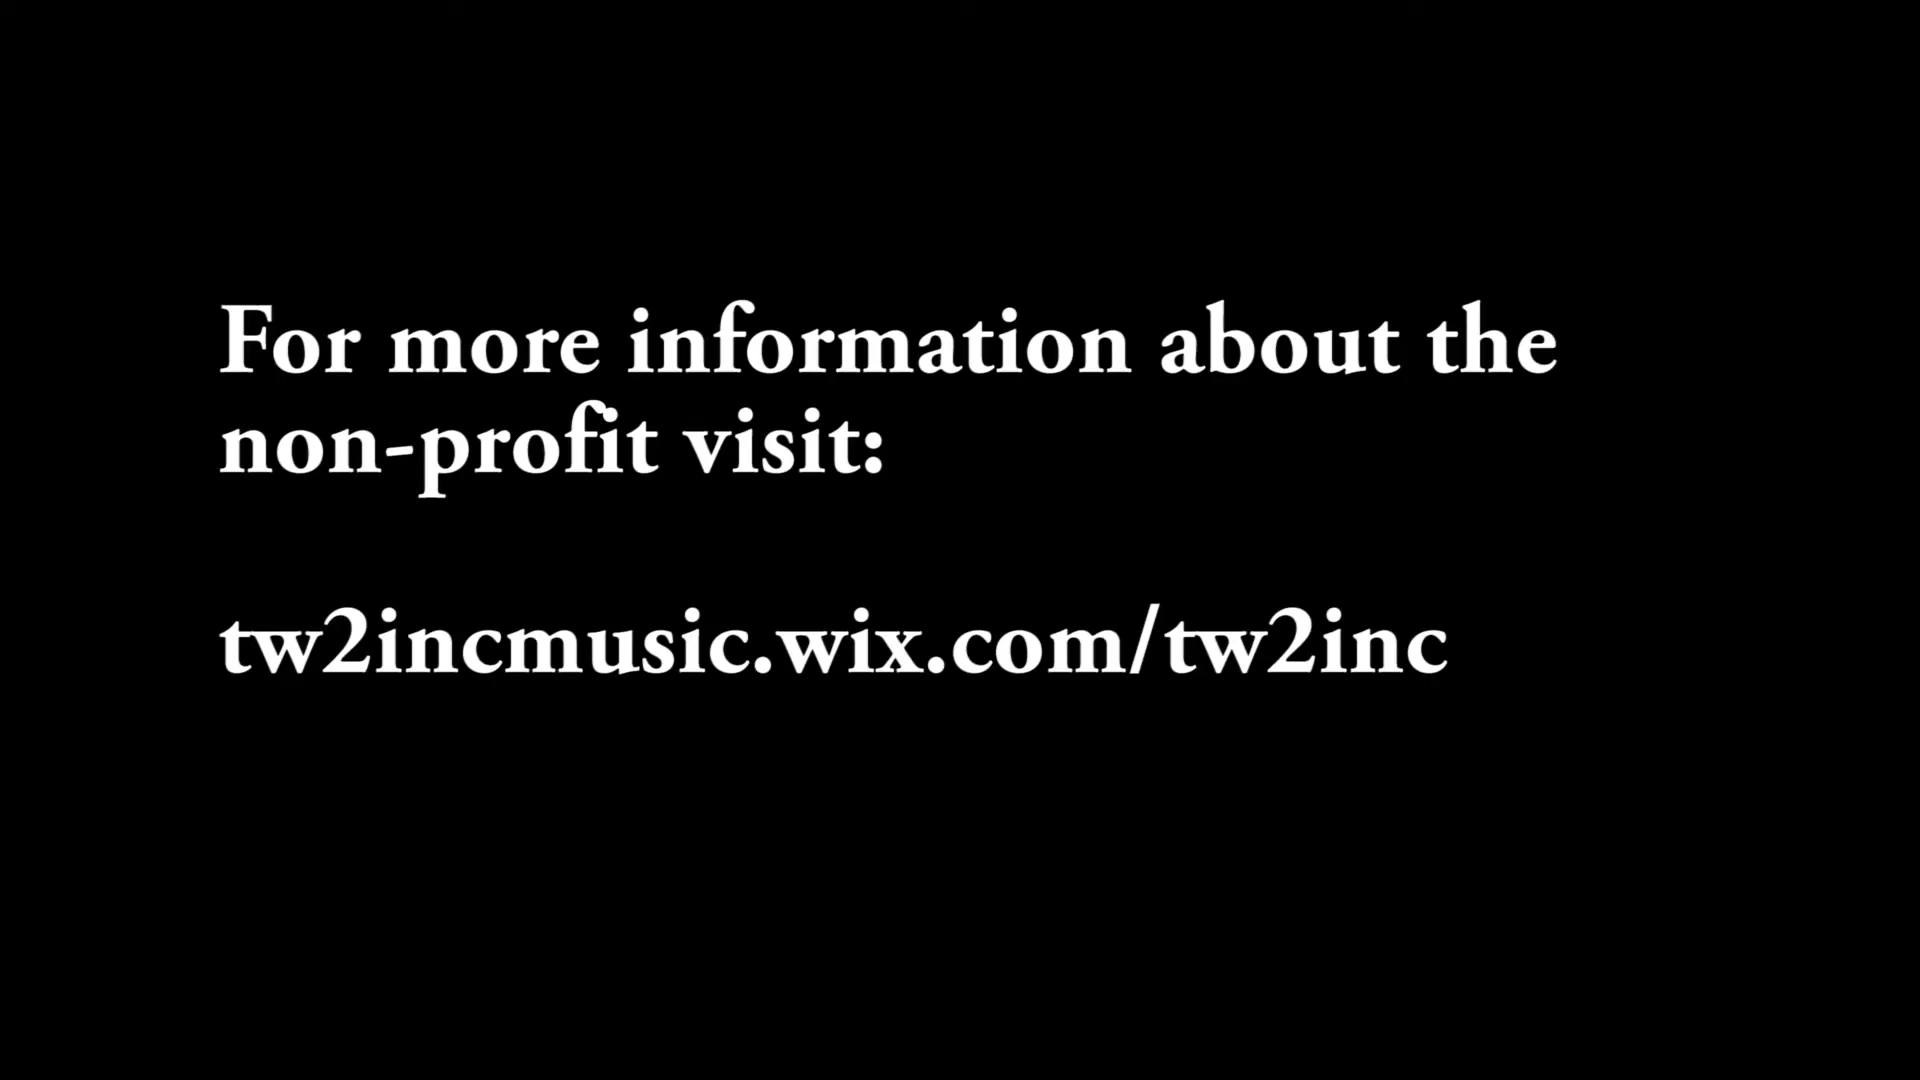 For more information about the
non-profit visit:
tw2incmusic.wix.com/tw2inc